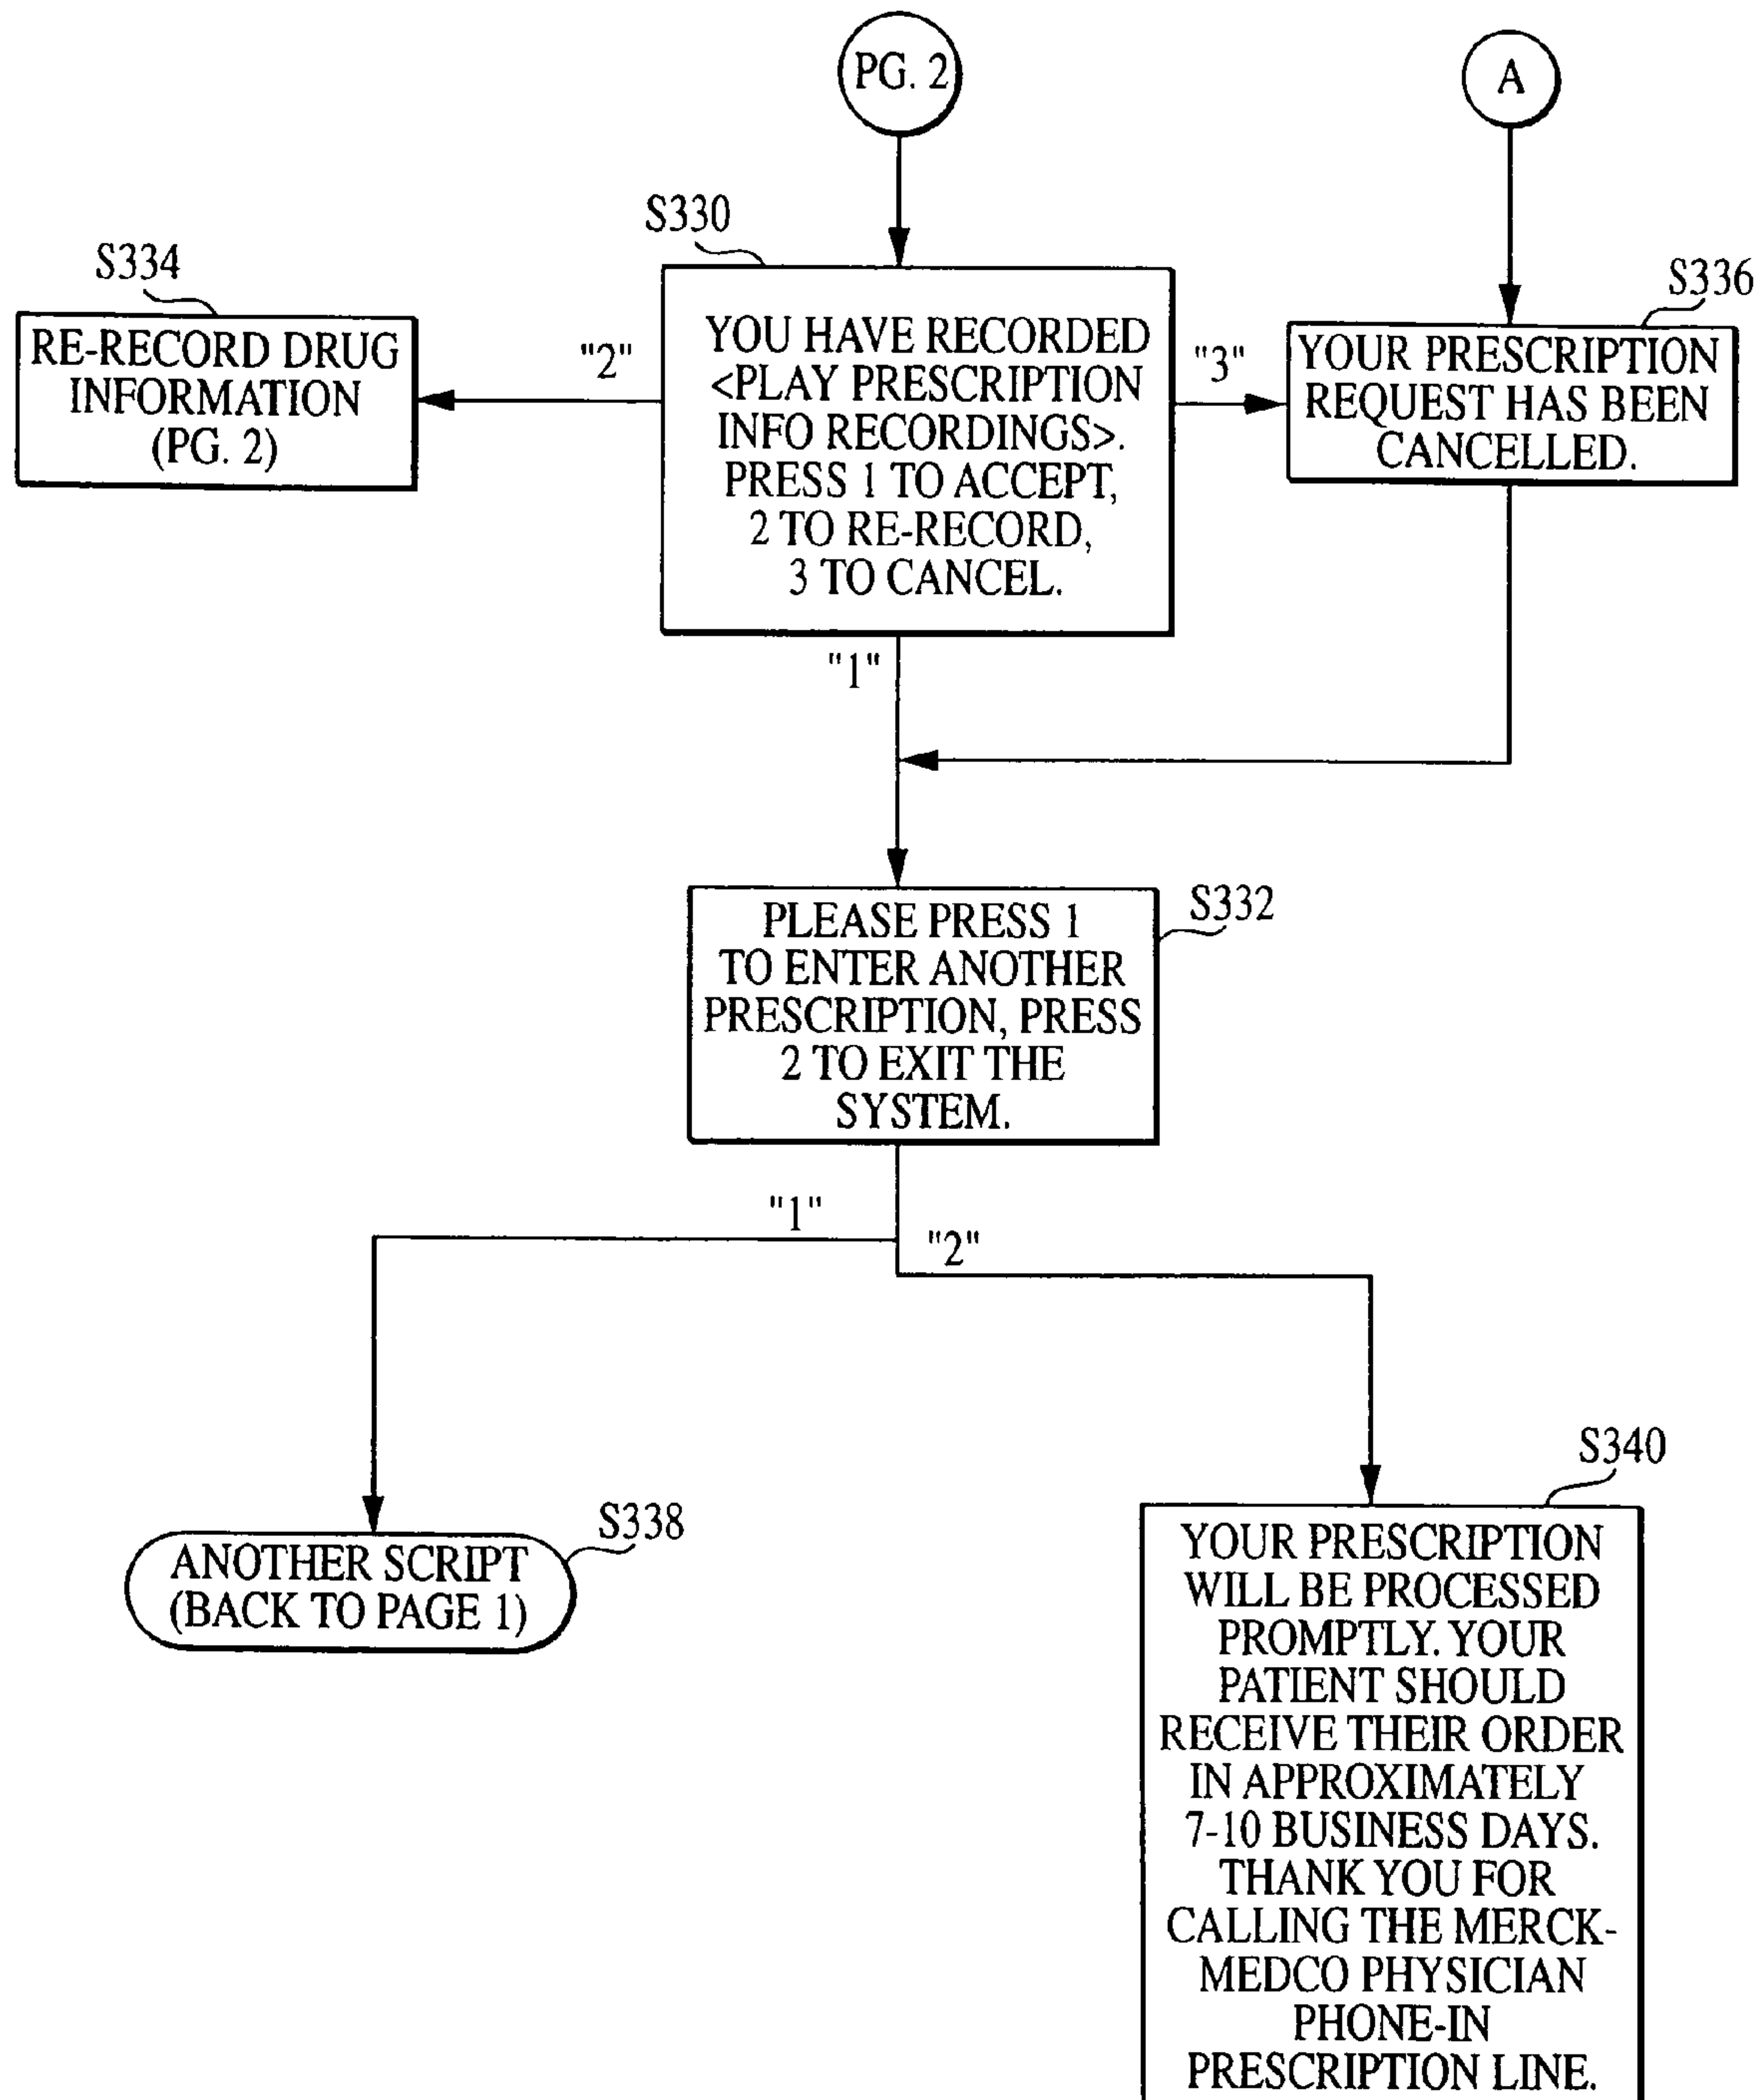 PG. 2
A
S330
S334
S336
RE-RECORD DRUG
INFORMATION
(PG. 2)
"2"
YOU HAVE RECORDED
<PLAY PRESCRIPTION
INFO RECORDINGS>.
PRESS 1 TO ACCEPT,
2 TO RE-RECORD,
3 TO CANCEL.
"3"
YOUR PRESCRIPTION
REQUEST HAS BEEN
CANCELLED.
"1"
S332
PLEASE PRESS 1
TO ENTER ANOTHER
PRESCRIPTION, PRESS
2 TO EXIT THE
SYSTEM.
"1"
"2"
S338
ANOTHER SCRIPT
(BACK TO PAGE 1)
S340
YOUR PRESCRIPTION
WILL BE PROCESSED
PROMPTLY. YOUR
PATIENT SHOULD
RECEIVE THEIR ORDER
IN APPROXIMATELY
7-10 BUSINESS DAYS.
THANK YOU FOR
CALLING THE MERCK-
MEDCO PHYSICIAN
PHONE-IN
PRESCRIPTION LINE.